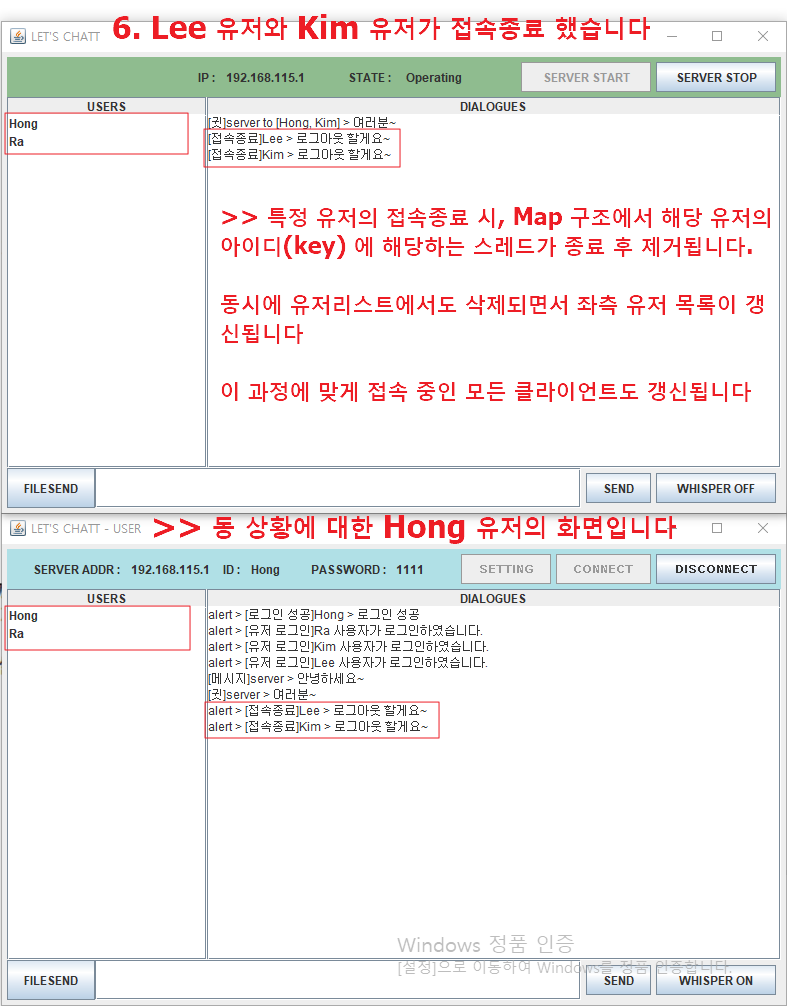 LET'S CHATT 6. Lee 유저와 Kim 유저가 접속종료 했습니다
IP : 192.168.115.1 STATE : Operating SERVER START SERVER STOP
USERS DIALOGUES
Hong
Ra
[귓]server to [Hong, Kim] > 여러분~
[접속종료]Lee > 로그아웃 할게요~
[접속종료]Kim > 로그아웃 할게요~
>> 특정 유저의 접속종료 시, Map 구조에서 해당 유저의
아이디(key) 에 해당하는 스레드가 종료 후 제거됩니다.
동시에 유저리스트에서도 삭제되면서 좌측 유저 목록이 갱
신됩니다
이 과정에 맞게 접속 중인 모든 클라이언트도 갱신됩니다
FILESEND SEND WHISPER OFF
LET'S CHATT - USER >> 동 상황에 대한 Hong 유저의 화면입니다
SERVER ADDR : 192.168.115.1 ID : Hong PASSWORD : 1111 SETTING CONNECT DISCONNECT
USERS DIALOGUES
Hong
Ra
alert > [로그인 성공]Hong > 로그인 성공
alert > [유저 로그인]Ra 사용자가 로그인하였습니다.
alert > [유저 로그인]Kim 사용자가 로그인하였습니다.
alert > [유저 로그인]Lee 사용자가 로그인하였습니다.
[메시지]server > 안녕하세요~
[귓]server > 여러분~
alert > [접속종료]Lee > 로그아웃 할게요~
alert > [접속종료]Kim > 로그아웃 할게요~
Windows 정품 인증
[설정]으로 이동하여 Windows를 정품 인증합니다.
FILESEND SEND WHISPER ON